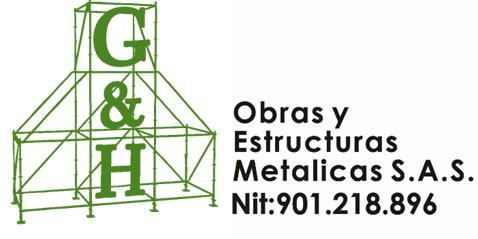 G
&
H
Obras y
Estructuras
Metalicas S.A.S.
Nit:901.218.896